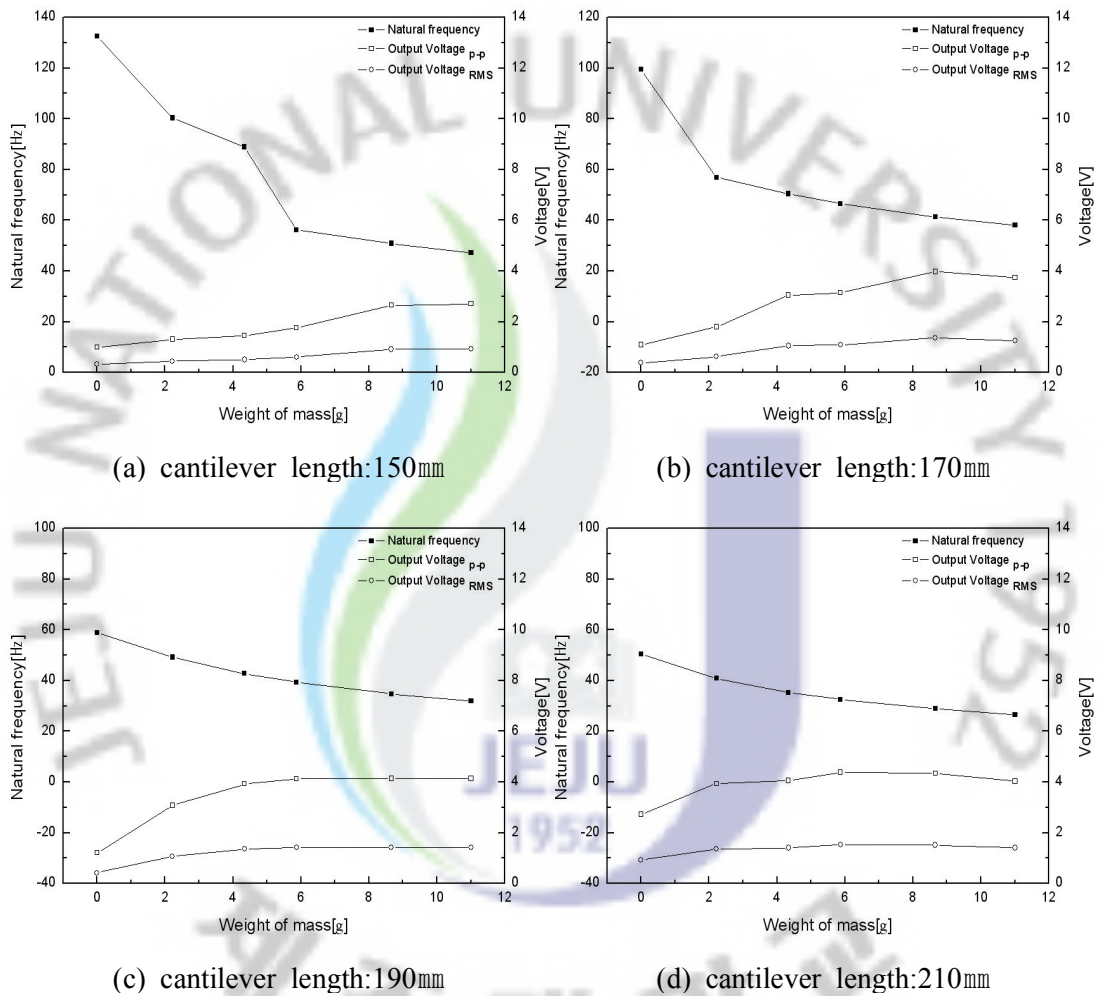 140
120
100
80
60
40
20
0
14
12
10
8
6
4
2
0
0 2 4 6 8 10 12
Natural frequency[Hz]
Voltage[V]
Weight of mass[g]
Natural frequency
Output Voltage p-p
Output Voltage RMS
(a) cantilever length:150㎜
120
100
80
60
40
20
0
-20
14
12
10
8
6
4
2
0
0 2 4 6 8 10 12
Natural frequency[Hz]
Voltage[V]
Weight of mass[g]
Natural frequency
Output Voltage p-p
Output Voltage RMS
(b) cantilever length:170㎜
100
80
60
40
20
0
-20
-40
14
12
10
8
6
4
2
0
0 2 4 6 8 10 12
Natural frequency[Hz]
Voltage[V]
Weight of mass[g]
Natural frequency
Output Voltage p-p
Output Voltage RMS
(c) cantilever length:190㎜
100
80
60
40
20
0
-20
-40
14
12
10
8
6
4
2
0
0 2 4 6 8 10 12
Natural frequency[Hz]
Voltage[V]
Weight of mass[g]
Natural frequency
Output Voltage p-p
Output Voltage RMS
(d) cantilever length:210㎜
JEJU NATIONAL UNIVERSITY 1952
JEJU
1952